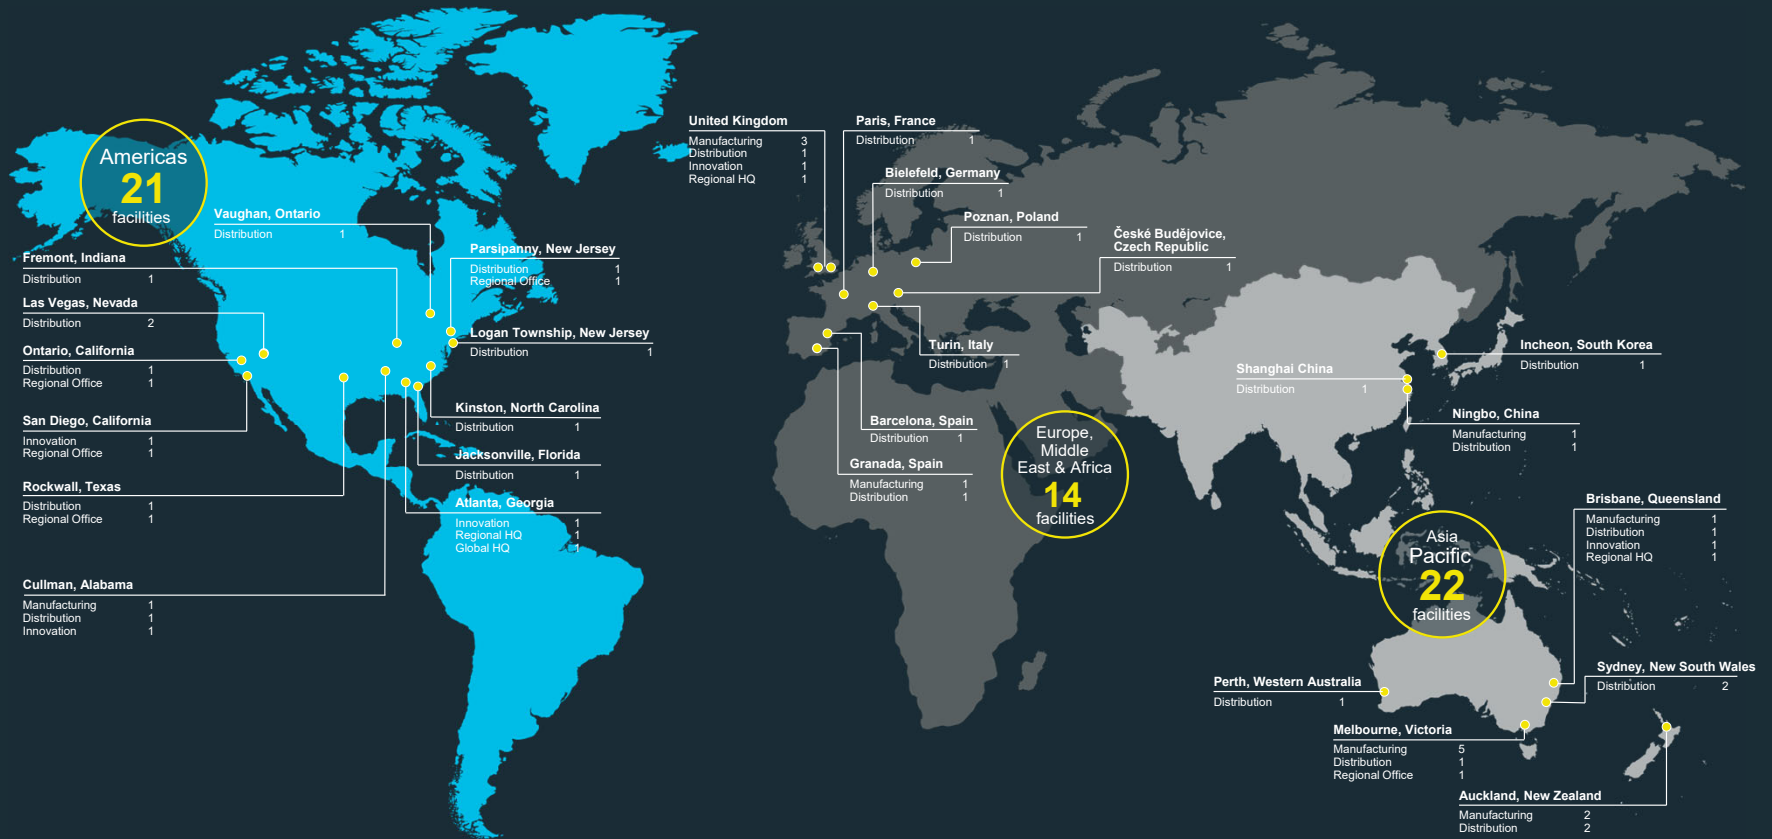 Americas
21
facilities
Vaughan, Ontario
Distribution 1
Fremont, Indiana
Distribution 1
Las Vegas, Nevada
Distribution 2
Ontario, California
Distribution 1
Regional Office 1
San Diego, California
Innovation 1
Regional Office 1
Rockwall, Texas
Distribution 1
Regional Office 1
Cullman, Alabama
Manufacturing 1
Distribution 1
Innovation 1
Parsipanny, New Jersey
Distribution 1
Regional Office 1
Logan Township, New Jersey
Distribution 1
Kinston, North Carolina
Distribution 1
Jacksonville, Florida
Distribution 1
Atlanta, Georgia
Innovation 1
Regional HQ 1
Global HQ 1
United Kingdom
Manufacturing 3
Distribution 1
Innovation 1
Regional HQ 1
Paris, France
Distribution 1
Bielefeld, Germany
Distribution 1
Poznan, Poland
Distribution 1
České Budějovice,
Czech Republic
Distribution 1
Turin, Italy
Distribution 1
Barcelona, Spain
Distribution 1
Granada, Spain
Manufacturing 1
Distribution 1
Europe,
Middle
East & Africa
14
facilities
Shanghai China
Distribution 1
Incheon, South Korea
Distribution 1
Ningbo, China
Manufacturing 1
Distribution 1
Asia
Pacific
22
facilities
Brisbane, Queensland
Manufacturing 1
Distribution 1
Innovation 1
Regional HQ 1
Sydney, New South Wales
Distribution 2
Perth, Western Australia
Distribution 1
Melbourne, Victoria
Manufacturing 5
Distribution 1
Regional Office 1
Auckland, New Zealand
Manufacturing 2
Distribution 2